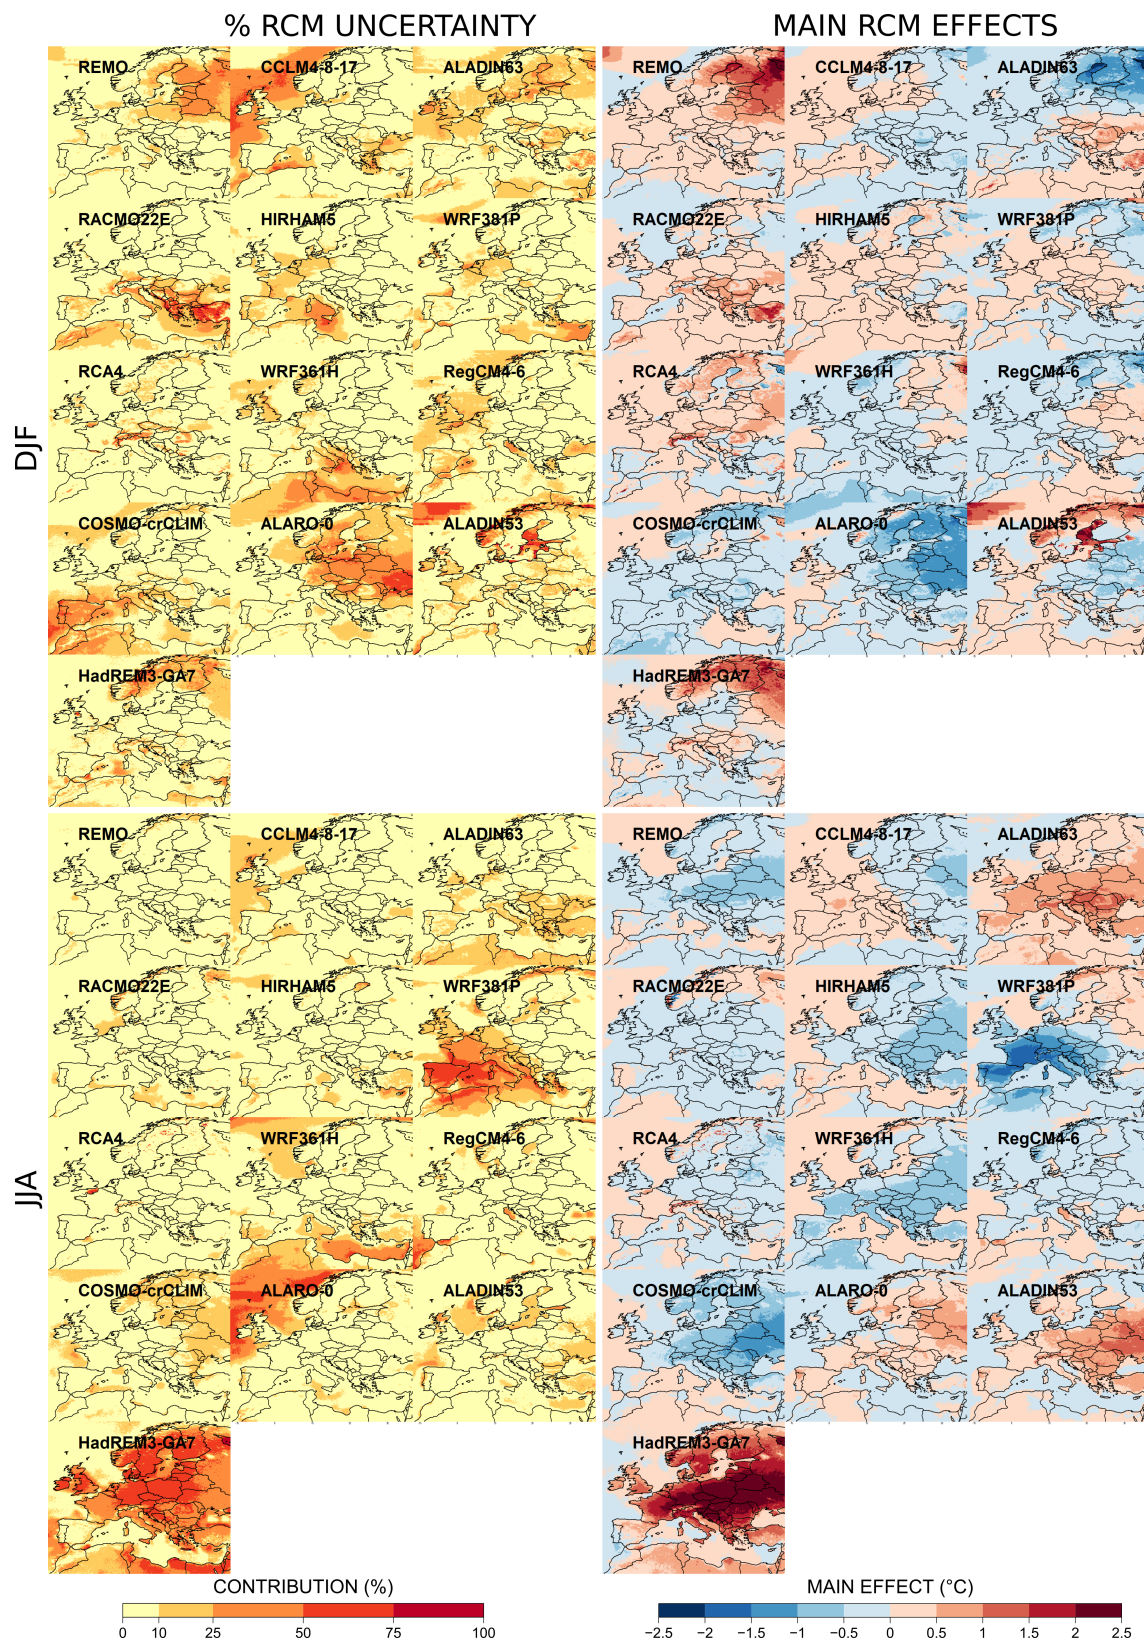 % RCM UNCERTAINTY MAIN RCM EFFECTS
REMO CCLM4-8-17 ALADIN63 REMO CCLM4-8-17 ALADIN63
RACMO22E HIRHAM5 WRF381P RACMO22E HIRHAM5 WRF381P
RCA4 WRF361H RegCM4-6 RCA4 WRF361H RegCM4-6
DJF
COSMO-crCLIM ALARO-0 ALADIN53 COSMO-crCLIM ALARO-0 ALADIN53
HadREM3-GA7 HadREM3-GA7
REMO CCLM4-8-17 ALADIN63 REMO CCLM4-8-17 ALADIN63
RACMO22E HIRHAM5 WRF381P RACMO22E HIRHAM5 WRF381P
RCA4 WRF361H RegCM4-6 RCA4 WRF361H RegCM4-6
JJA
COSMO-crCLIM ALARO-0 ALADIN53 COSMO-crCLIM ALARO-0 ALADIN53
HadREM3-GA7 HadREM3-GA7
CONTRIBUTION (%) MAIN EFFECT (°C)
0 10 25 50 75 100 −2.5 −2 −1.5 −1 −0.5 0 0.5 1 1.5 2 2.5